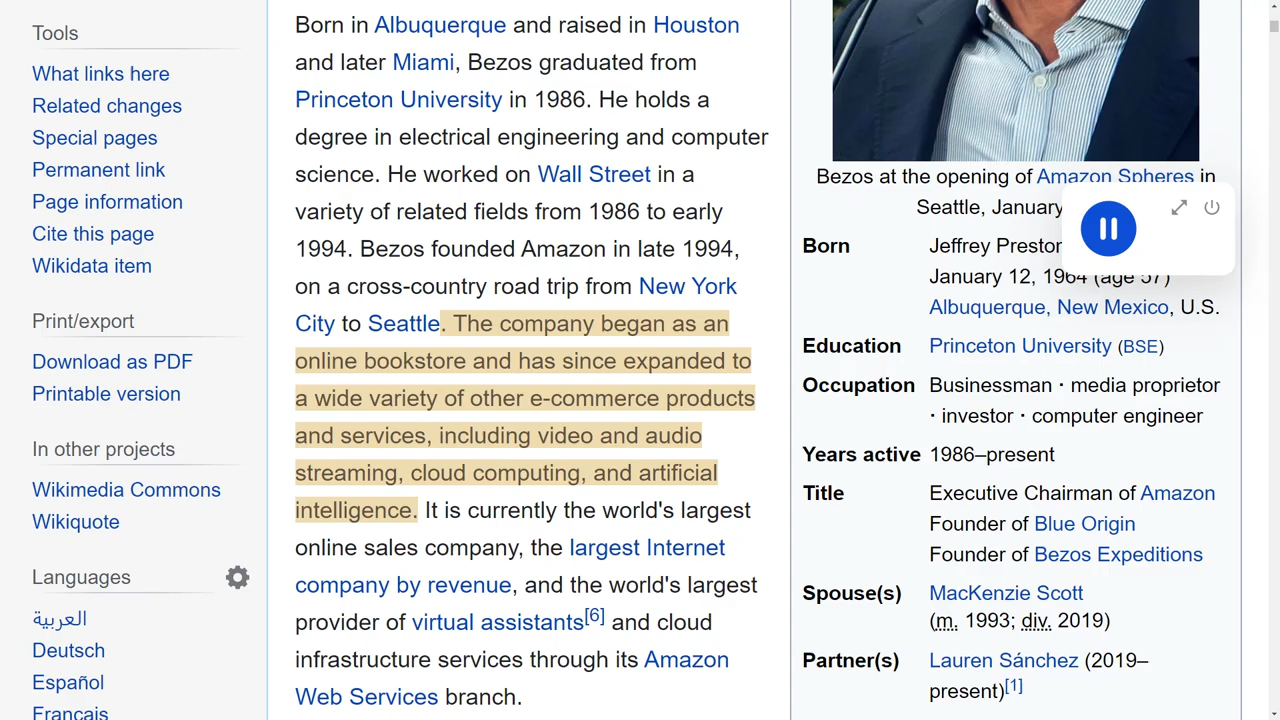 Tools
What links here
Related changes
Special pages
Permanent link
Page information
Cite this page
Wikidata item
Print/export
Download as PDF
Printable version
In other projects
Wikimedia Commons
Wikiquote
Languages
العربية
Deutsch
Español
Français
Born in Albuquerque and raised in Houston
and later Miami, Bezos graduated from
Princeton University in 1986. He holds a
degree in electrical engineering and computer
science. He worked on Wall Street in a
variety of related fields from 1986 to early
1994. Bezos founded Amazon in late 1994,
on a cross-country road trip from New York
City to Seattle. The company began as an
online bookstore and has since expanded to
a wide variety of other e-commerce products
and services, including video and audio
streaming, cloud computing, and artificial
intelligence. It is currently the world's largest
online sales company, the largest Internet
company by revenue, and the world's largest
provider of virtual assistants[6] and cloud
infrastructure services through its Amazon
Web Services branch.
Bezos at the opening of Amazon Spheres in
Seattle, January
Born
Jeffrey Preston
January 12, 1964 (age 57)
Albuquerque, New Mexico, U.S.
Education Princeton University (BSE)
Occupation Businessman · media proprietor
· investor · computer engineer
Years active 1986–present
Title Executive Chairman of Amazon
Founder of Blue Origin
Founder of Bezos Expeditions
Spouse(s) MacKenzie Scott
(m. 1993; div. 2019)
Partner(s) Lauren Sánchez (2019–
present)[1]